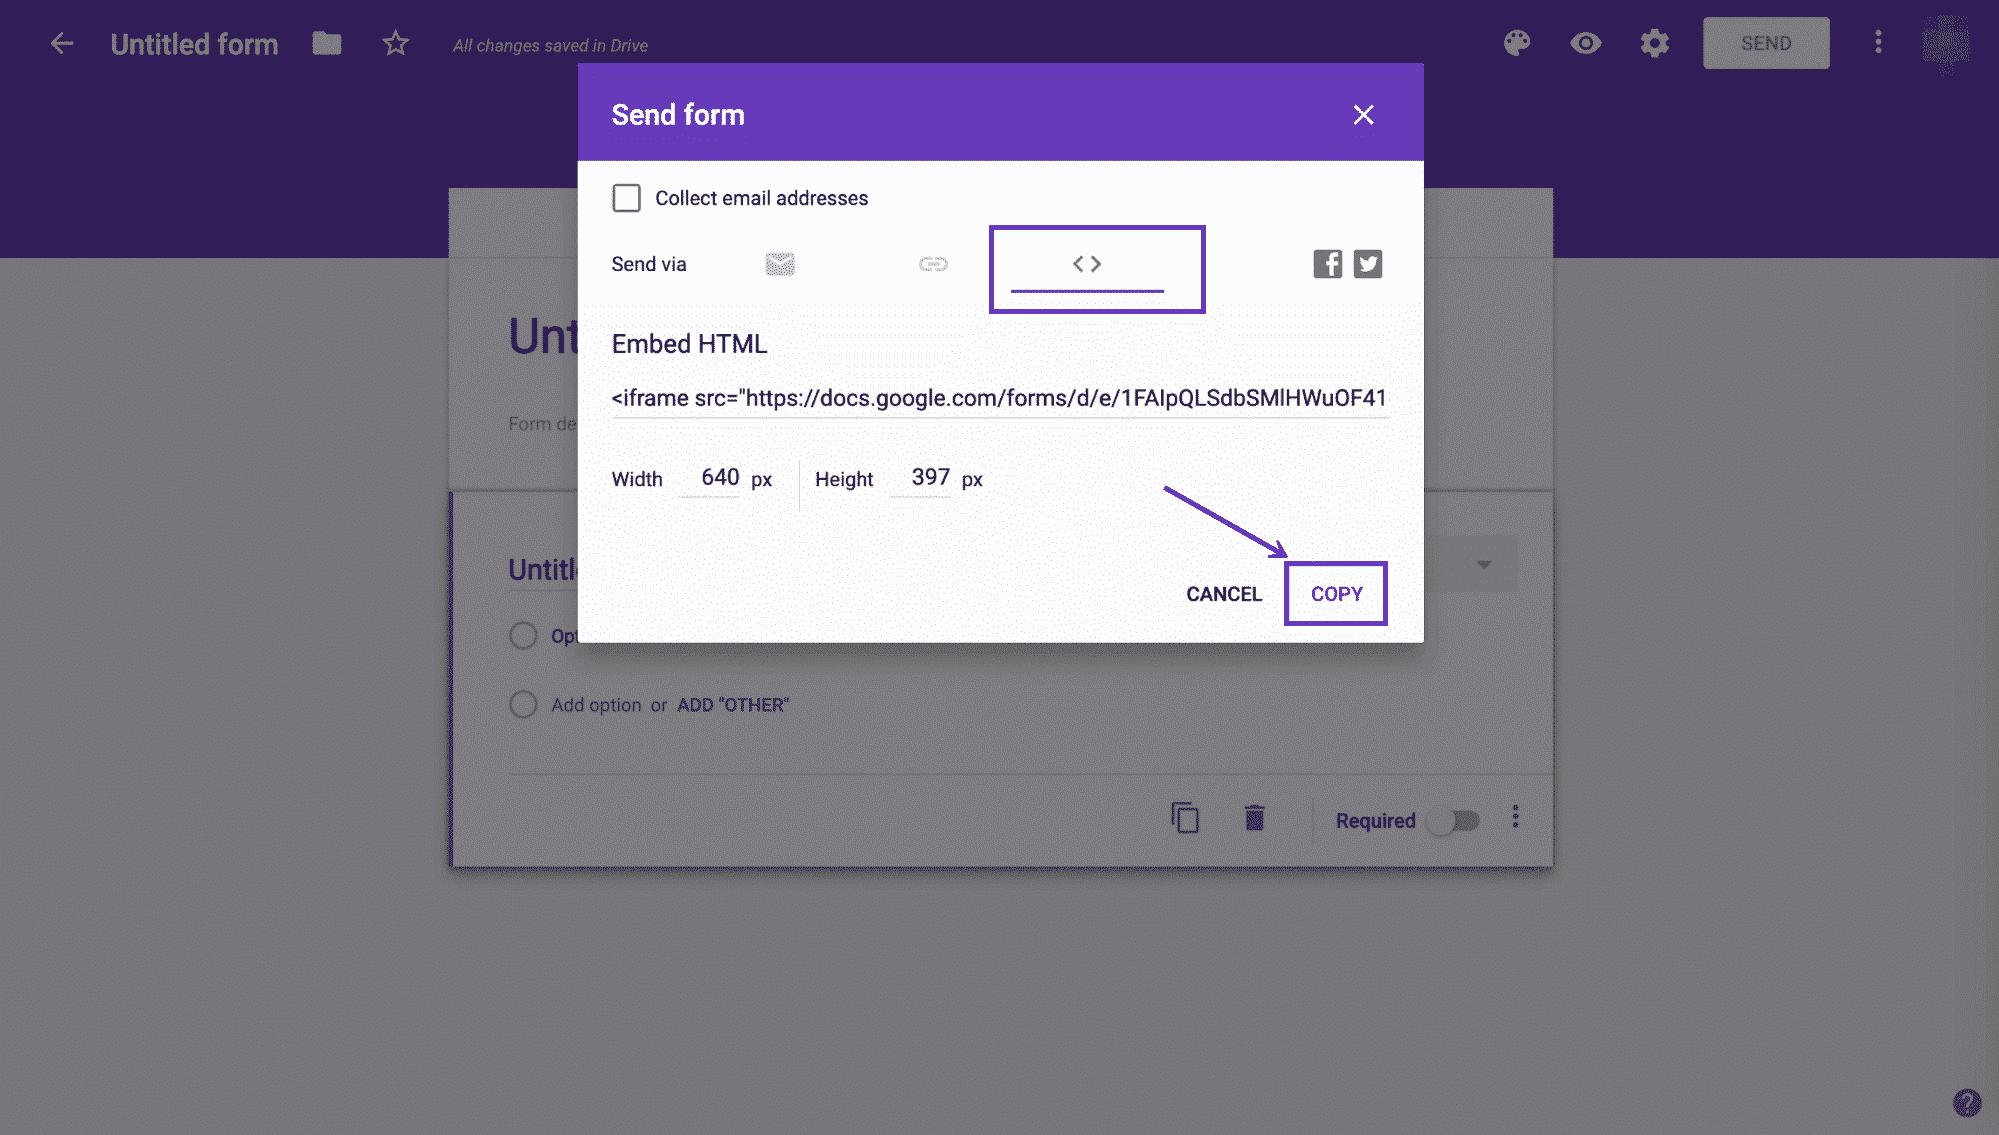 Untitled form
All changes saved in Drive
SEND
Send form
Collect email addresses
Send via
< >
Embed HTML
<iframe src="https://docs.google.com/forms/d/e/1FAIpQLSdbSMlHWuOF41
Width 640 px Height 397 px
CANCEL COPY
Unt
Form de
Untitl
Opt
Add option or ADD "OTHER"
Required